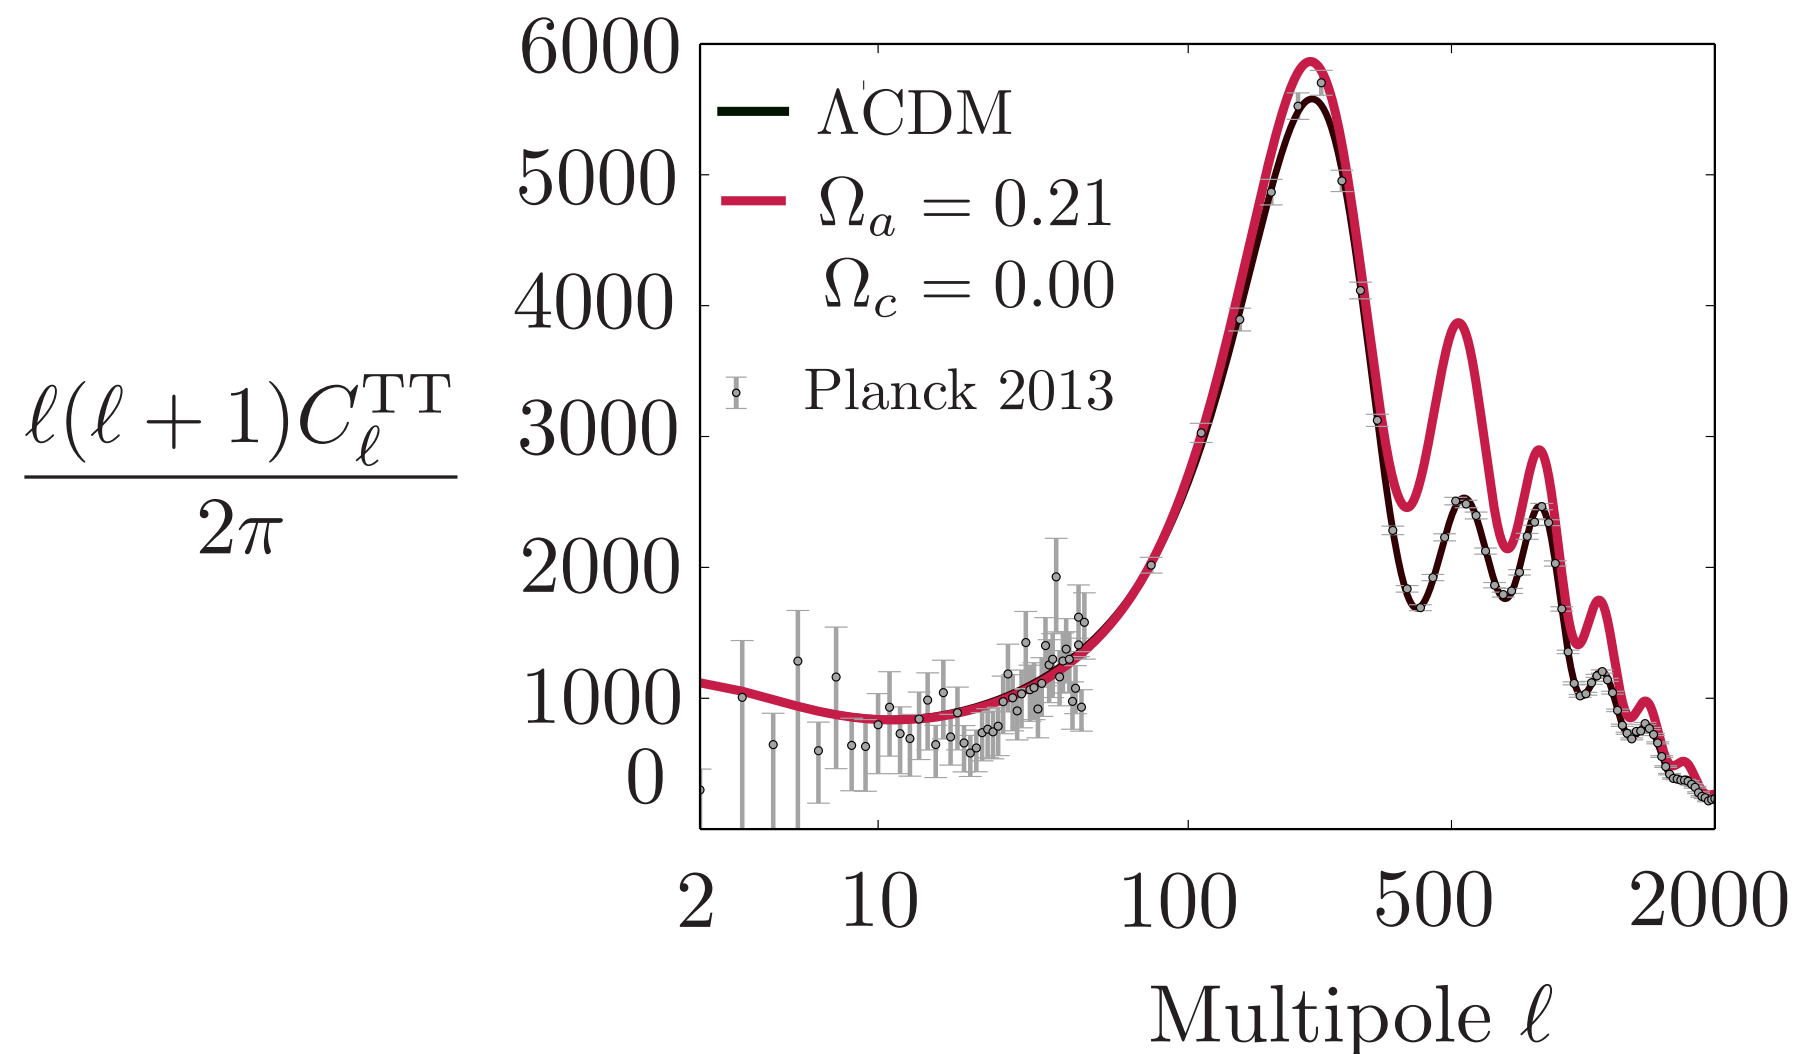 6000
5000
4000
3000
2000
1000
0
ΛCDM
Ωₐ = 0.21
Ω_c = 0.00
Planck 2013
ℓ(ℓ + 1)C_ℓ^TT
2π
2 10 100 500 2000
Multipole ℓ